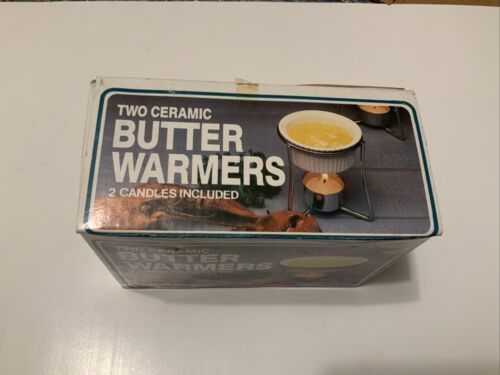 TWO CERAMIC
BUTTER
WARMERS
2 CANDLES INCLUDED
TWO CERAMIC
BUTTER
WARMERS